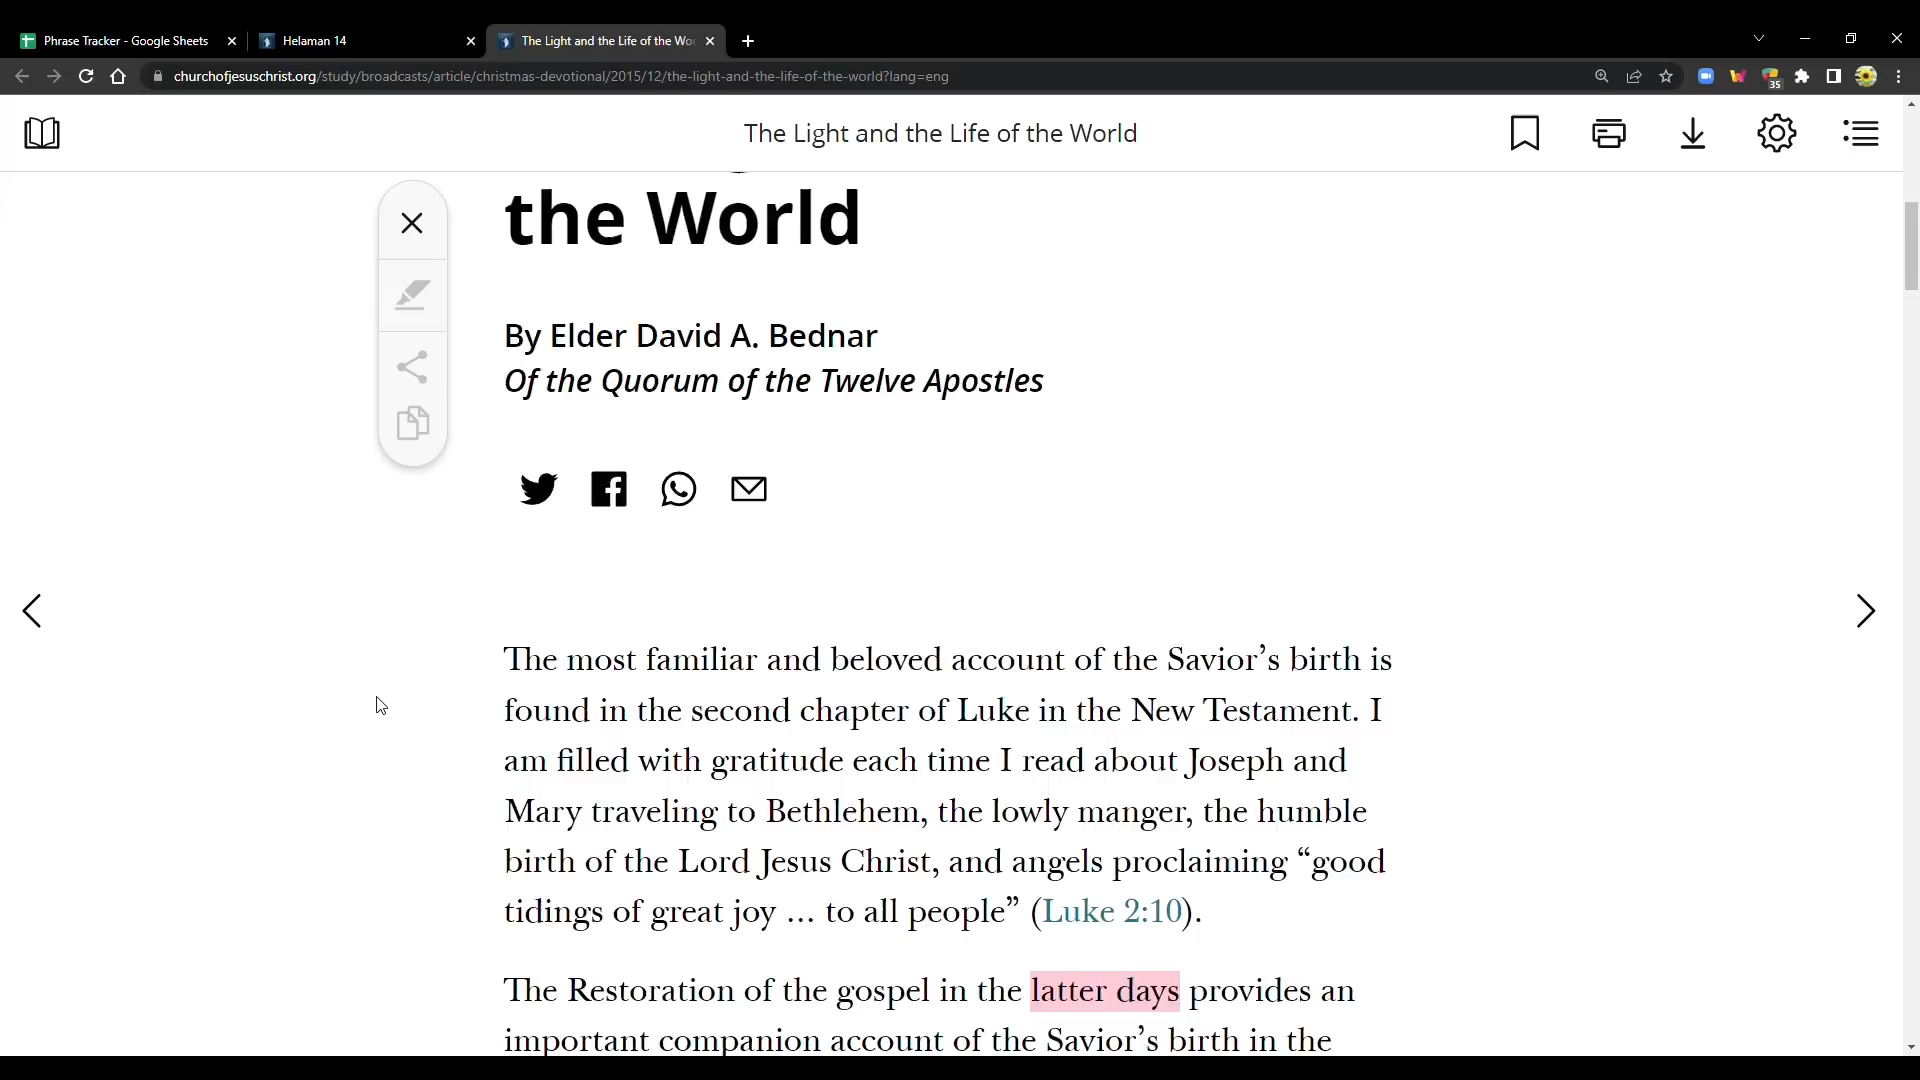 Phrase Tracker - Google Sheets
Helaman 14
The Light and the Life of the Wo
churchofjesuschrist.org/study/broadcasts/article/christmas-devotional/2015/12/the-light-and-the-life-of-the-world?lang=eng
35
The Light and the Life of the World
the World
By Elder David A. Bednar
Of the Quorum of the Twelve Apostles
The most familiar and beloved account of the Savior’s birth is
found in the second chapter of Luke in the New Testament. I
am filled with gratitude each time I read about Joseph and
Mary traveling to Bethlehem, the lowly manger, the humble
birth of the Lord Jesus Christ, and angels proclaiming “good
tidings of great joy … to all people” (Luke 2:10).
The Restoration of the gospel in the latter days provides an
important companion account of the Savior’s birth in the